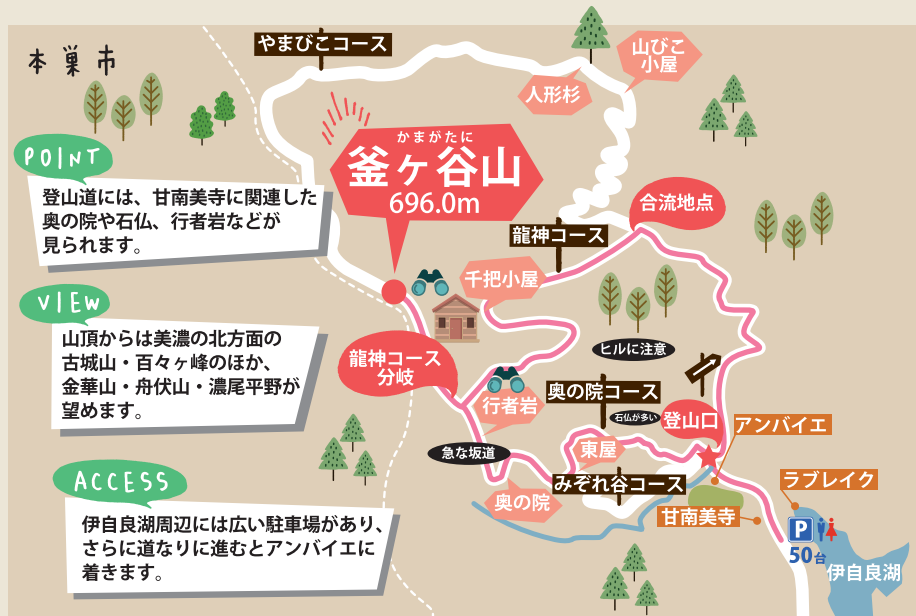 本巣市
やまびこコース
山びこ
小屋
人形杉
かまがたに
釜ヶ谷山
696.0m
POINT
登山道には、甘南美寺に関連した
奥の院や石仏、行者岩などが
見られます。
合流地点
龍神コース
千把小屋
VIEW
山頂からは美濃の北方面の
古城山・百々ヶ峰のほか、
金華山・舟伏山・濃尾平野が
望めます。
龍神コース
分岐
ヒルに注意
行者岩
奥の院コース
石仏が多い
登山口
アンバイエ
急な坂道
東屋
みぞれ谷コース
奥の院
ACCESS
伊自良湖周辺には広い駐車場があり、
さらに道なりに進むとアンバイエに
着きます。
ラブレイク
甘南美寺
P
50台
伊自良湖